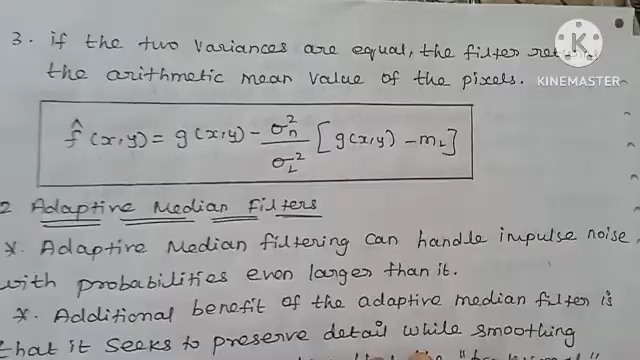 3. if the two variances are equal, the filter
the arithmetic mean value of the pixels.
KINEMASTER
f̂(x,y) = g(x,y) - σn² / σL² [g(x,y) - mL]
2 Adaptive Median Filters
* Adaptive Median filtering can handle impulse noise,
with probabilities even larger than it.
* Additional benefit of the adaptive median filter is
that it seeks to preserve detail while smoothing